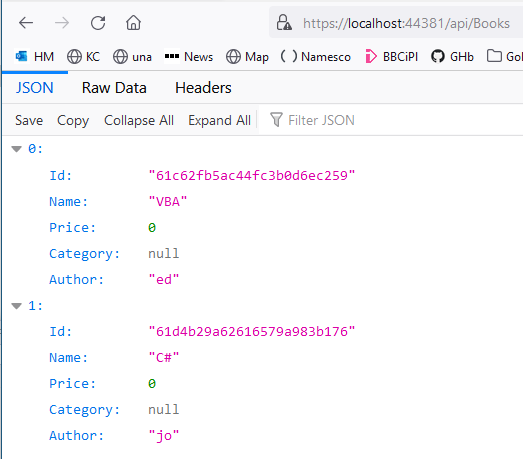 https://localhost:44381/api/Books
HM KC una News Map Namesco BBCiPl GHb Gol
JSON Raw Data Headers
Save Copy Collapse All Expand All Filter JSON
0:
Id: "61c62fb5ac44fc3b0d6ec259"
Name: "VBA"
Price: 0
Category: null
Author: "ed"
1:
Id: "61d4b29a62616579a983b176"
Name: "C#"
Price: 0
Category: null
Author: "jo"